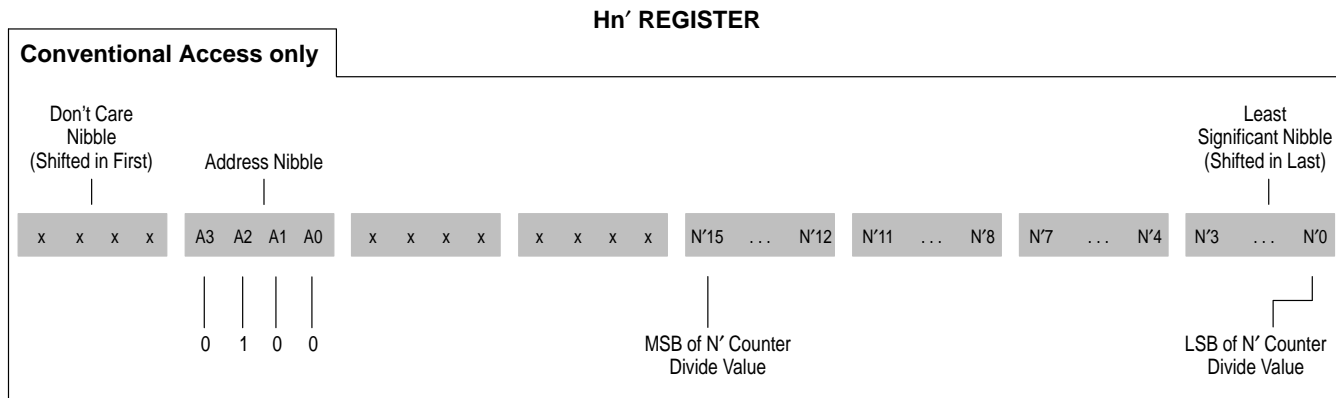 Hn′ REGISTER
Conventional Access only
Don't Care
Nibble
(Shifted in First)
Address Nibble
Least
Significant Nibble
(Shifted in Last)
x x x x A3 A2 A1 A0 x x x x x x x x N′15 . . . N′12 N′11 . . . N′8 N′7 . . . N′4 N′3 . . . N′0
0 1 0 0
MSB of N′ Counter
Divide Value
LSB of N′ Counter
Divide Value